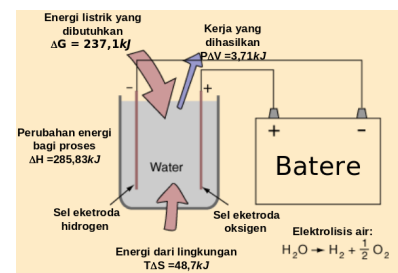 Energi listrik yang
dibutuhkan
ΔG = 237,1kJ
Kerja yang
dihasilkan
PΔV =3,71kJ
−
+
Perubahan energi
bagi proses
ΔH =285,83kJ
Water
+
−
Batere
Sel eketroda
hidrogen
Sel eketroda
oksigen
Energi dari lingkungan
TΔS =48,7kJ
Elektrolisis air:
H₂O → H₂ + 1/2 O₂